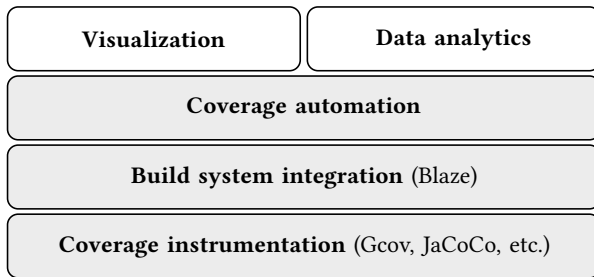 Visualization
Data analytics
Coverage automation
Build system integration (Blaze)
Coverage instrumentation (Gcov, JaCoCo, etc.)